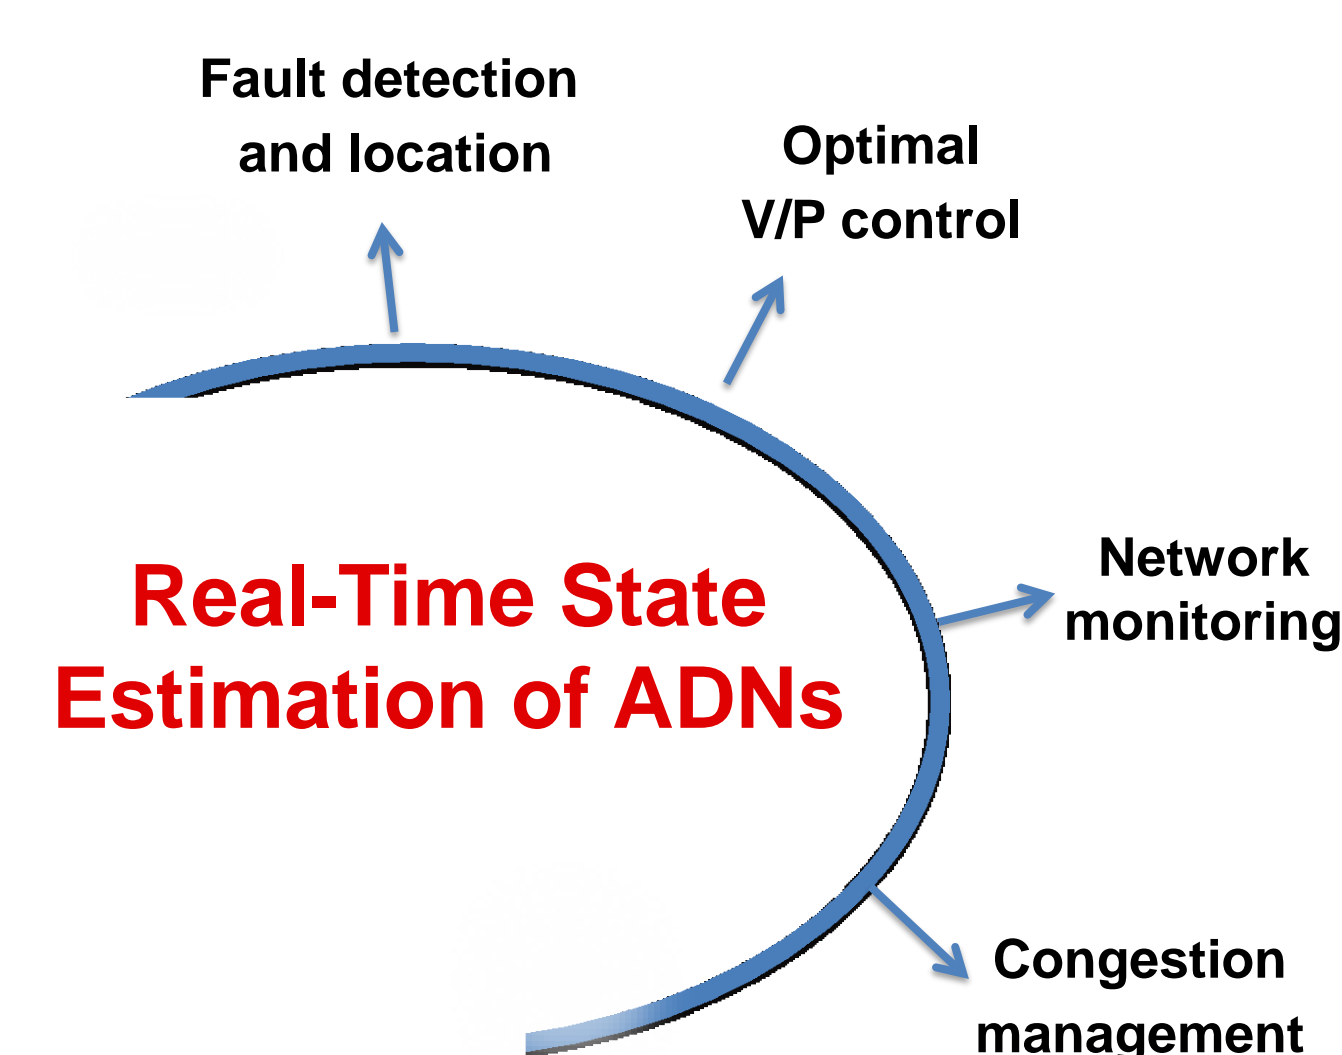 Fault detection
and location
Optimal
V/P control
Network
monitoring
Real-Time State
Estimation of ADNs
Congestion
management